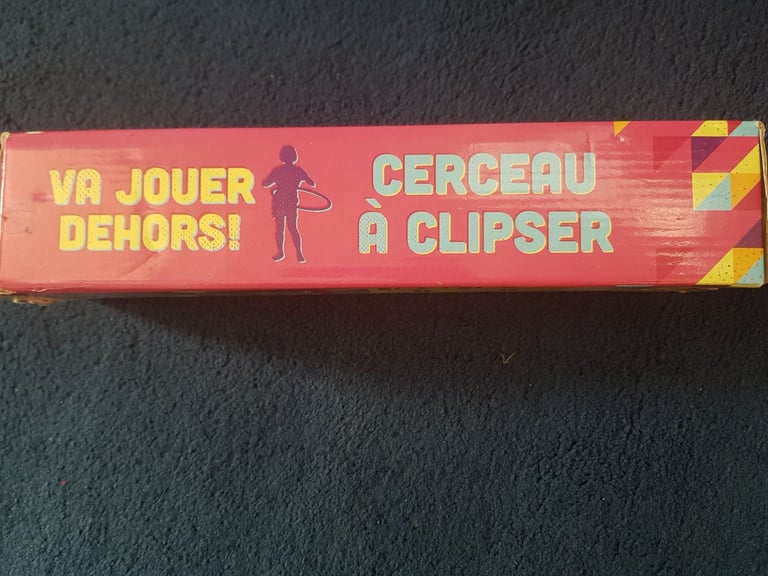 VA JOUER
DEHORS!
CERCEAU
À CLIPSER